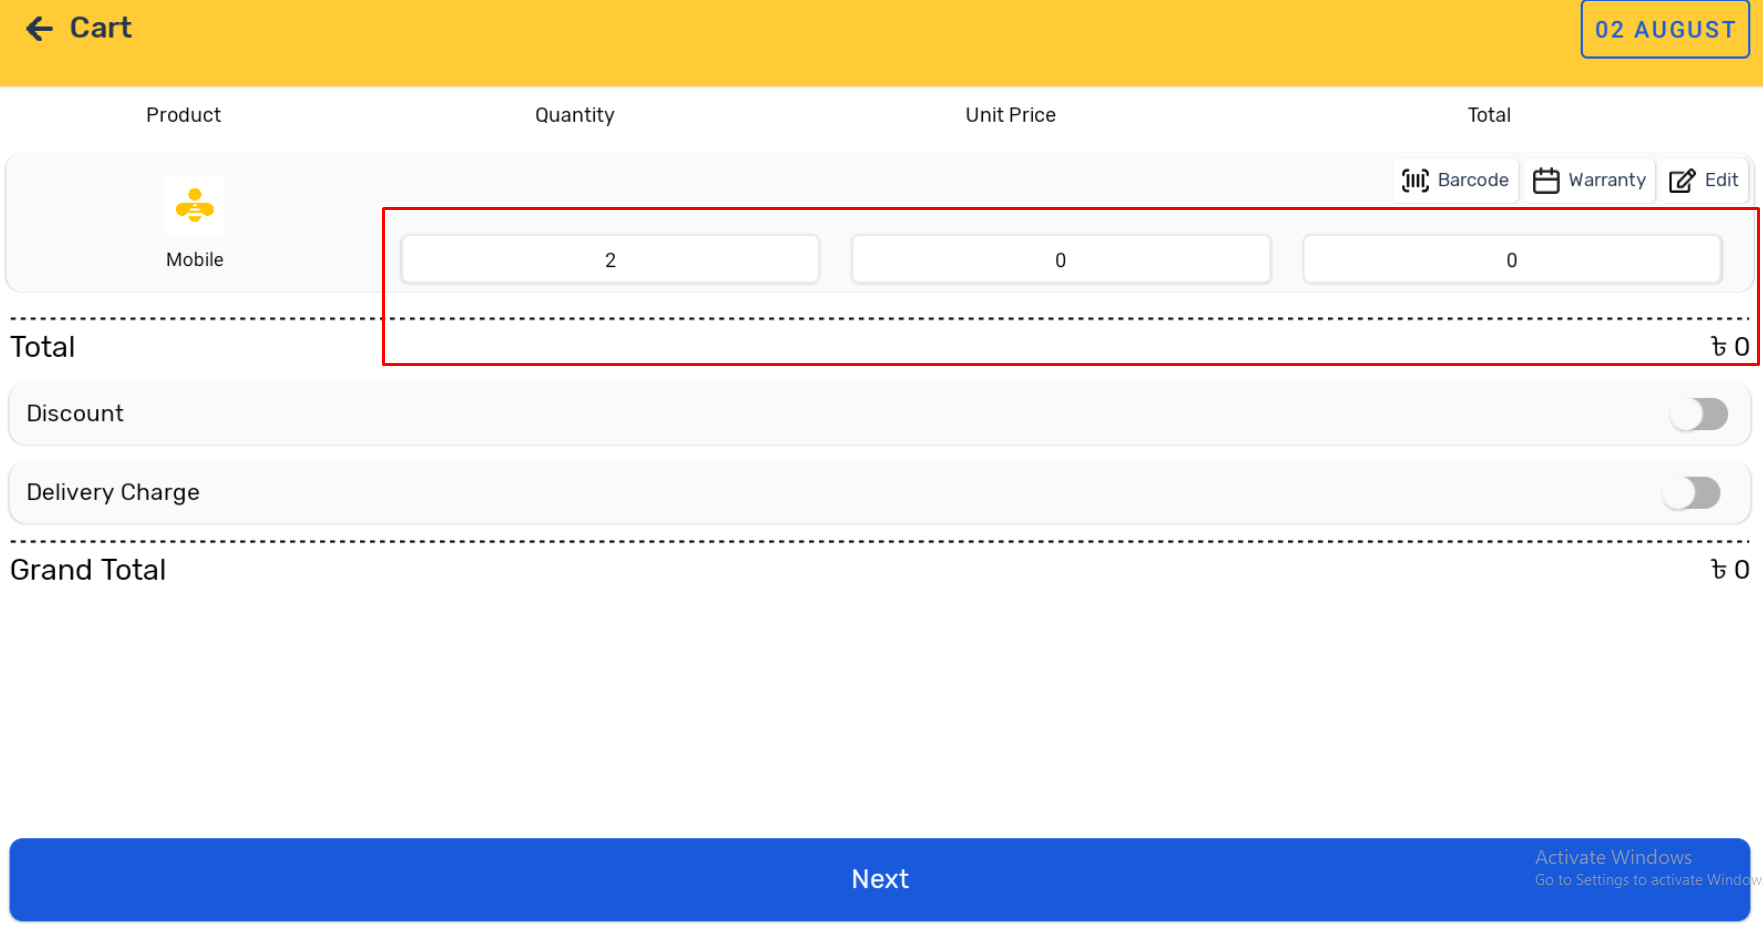 Cart
02 AUGUST
Product Quantity Unit Price Total
Barcode Warranty Edit
Mobile 2 0 0
Total ৳ 0
Discount
Delivery Charge
Grand Total ৳ 0
Next
Activate Windows
Go to Settings to activate Window